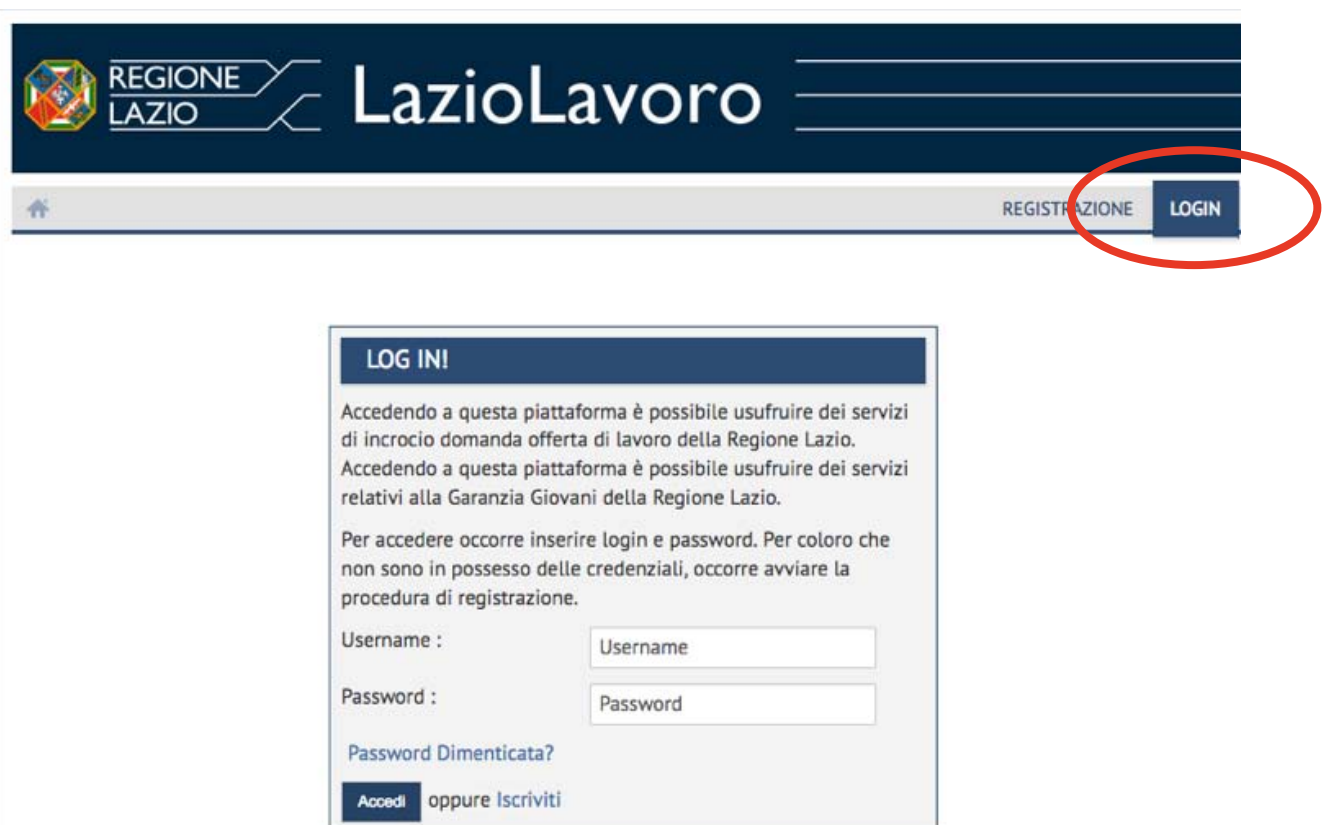 REGIONE
LAZIO
LazioLavoro
REGISTRAZIONE LOGIN
LOG IN!
Accedendo a questa piattaforma è possibile usufruire dei servizi
di incrocio domanda offerta di lavoro della Regione Lazio.
Accedendo a questa piattaforma è possibile usufruire dei servizi
relativi alla Garanzia Giovani della Regione Lazio.
Per accedere occorre inserire login e password. Per coloro che
non sono in possesso delle credenziali, occorre avviare la
procedura di registrazione.
Username : Username
Password : Password
Password Dimenticata?
Accedi oppure Iscriviti